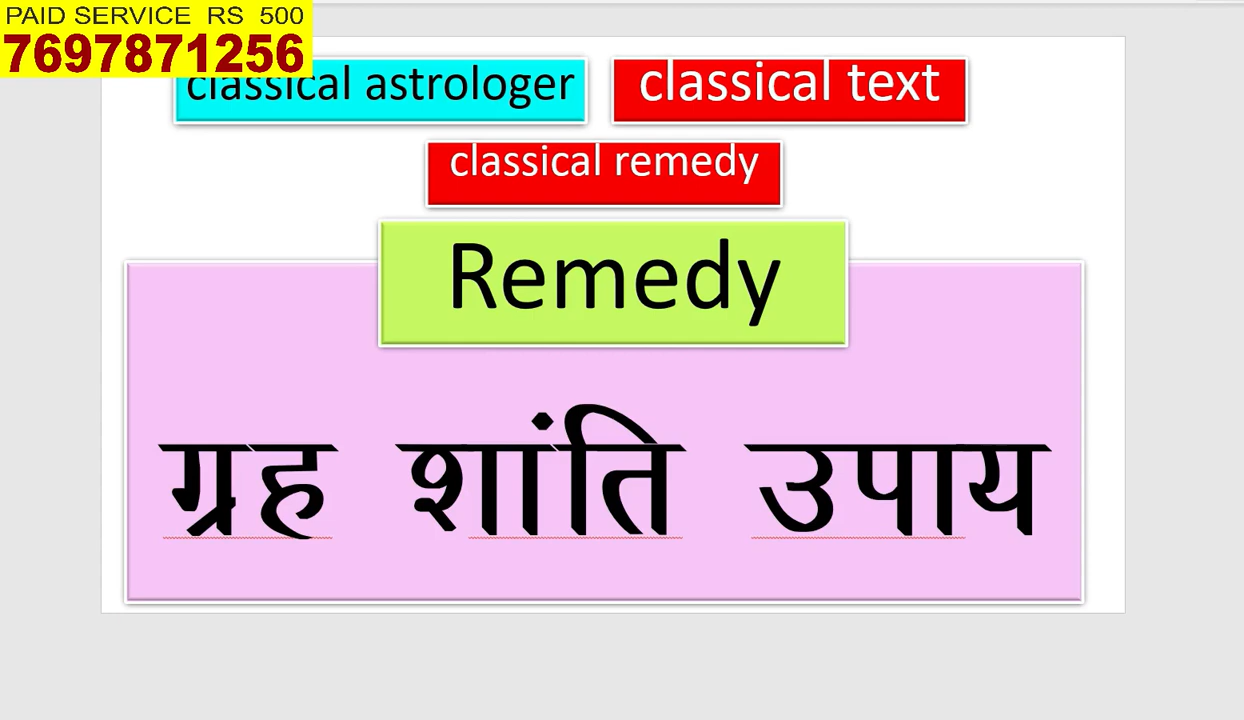 PAID SERVICE RS 500
7697871256
classical astrologer
classical text
classical remedy
Remedy
ग्रह शांति उपाय